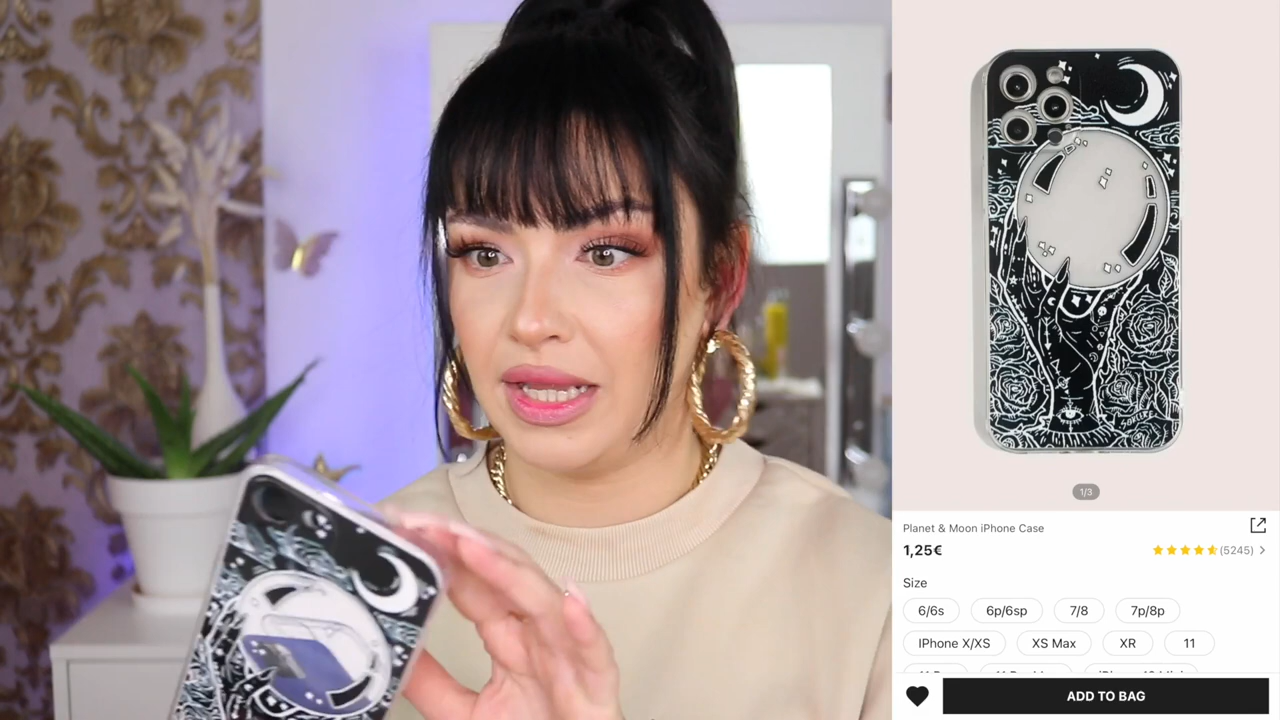 1/3
Planet & Moon iPhone Case
1,25€
(5245)
Size
6/6s
6p/6sp
7/8
7p/8p
IPhone X/XS
XS Max
XR
11
ADD TO BAG